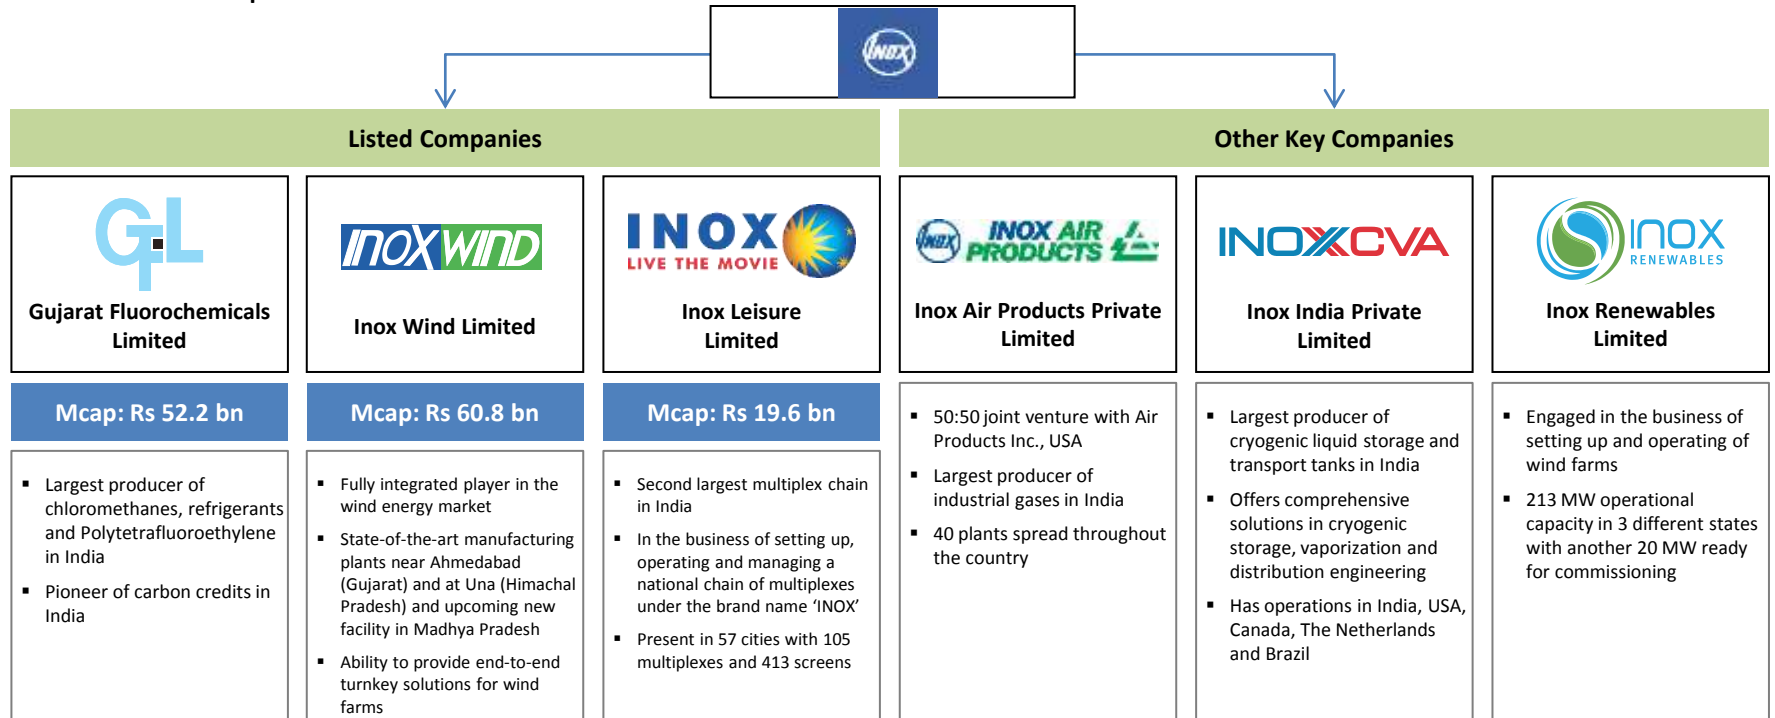 INOX
Listed Companies
Other Key Companies
GFL
Gujarat Fluorochemicals
Limited
INOXWIND
Inox Wind Limited
INOX
LIVE THE MOVIE
Inox Leisure
Limited
INOX
INOX AIR
PRODUCTS
Inox Air Products Private
Limited
INOXCVA
Inox India Private
Limited
INOX
RENEWABLES
Inox Renewables
Limited
Mcap: Rs 52.2 bn
Mcap: Rs 60.8 bn
Mcap: Rs 19.6 bn
▪ Largest producer of
chloromethanes, refrigerants
and Polytetrafluoroethylene
in India
▪ Pioneer of carbon credits in
India
▪ Fully integrated player in the
wind energy market
▪ State-of-the-art manufacturing
plants near Ahmedabad
(Gujarat) and at Una (Himachal
Pradesh) and upcoming new
facility in Madhya Pradesh
▪ Ability to provide end-to-end
turnkey solutions for wind
farms
▪ Second largest multiplex chain
in India
▪ In the business of setting up,
operating and managing a
national chain of multiplexes
under the brand name ‘INOX’
▪ Present in 57 cities with 105
multiplexes and 413 screens
▪ 50:50 joint venture with Air
Products Inc., USA
▪ Largest producer of
industrial gases in India
▪ 40 plants spread throughout
the country
▪ Largest producer of
cryogenic liquid storage and
transport tanks in India
▪ Offers comprehensive
solutions in cryogenic
storage, vaporization and
distribution engineering
▪ Has operations in India, USA,
Canada, The Netherlands
and Brazil
▪ Engaged in the business of
setting up and operating of
wind farms
▪ 213 MW operational
capacity in 3 different states
with another 20 MW ready
for commissioning